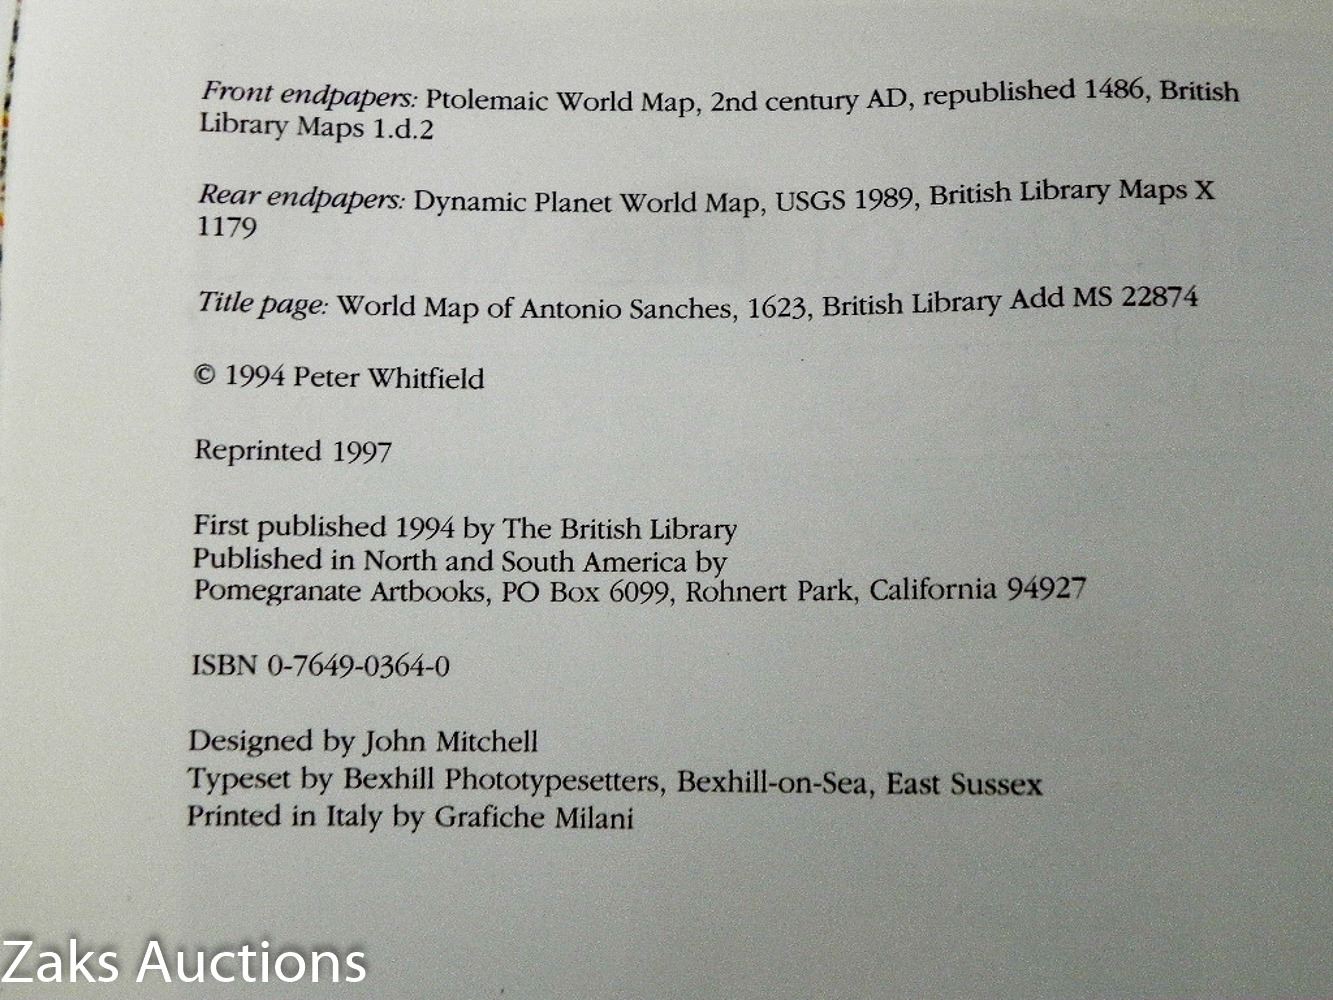 Front endpapers: Ptolemaic World Map, 2nd century AD, republished 1486, British
Library Maps 1.d.2
Rear endpapers: Dynamic Planet World Map, USGS 1989, British Library Maps X
1179
Title page: World Map of Antonio Sanches, 1623, British Library Add MS 22874
© 1994 Peter Whitfield
Reprinted 1997
First published 1994 by The British Library
Published in North and South America by
Pomegranate Artbooks, PO Box 6099, Rohnert Park, California 94927
ISBN 0-7649-0364-0
Designed by John Mitchell
Typeset by Bexhill Phototypesetters, Bexhill-on-Sea, East Sussex
Printed in Italy by Grafiche Milani
Zaks Auctions